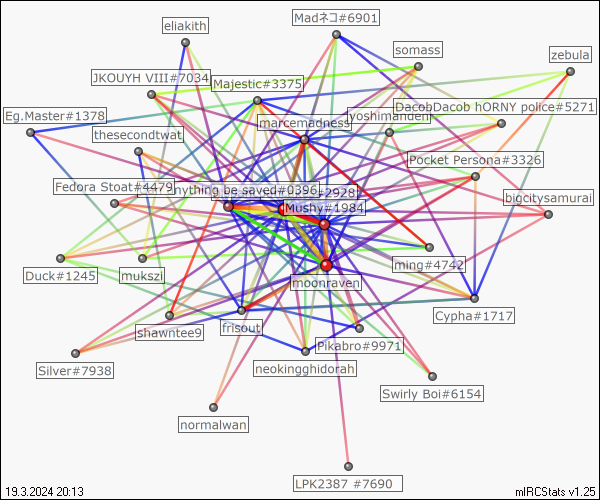 Madネコ#6901
eliakith
somass
zebula
JKOUYH VIII#7034
Majestic#3375
DacobDacob hORNY police#5271
Eg.Master#1378
yoshimanden
marcemadness
thesecondtwat
Pocket Persona#3326
Fedora Stoat#4479
nything be saved#0396
#2928
bigcitysamurai
Mushy#1984
Duck#1245
mukszi
ming#4742
moonraven
Cypha#1717
shawntee9
frisout
Pikabro#9971
Silver#7938
neokingghidorah
Swirly Boi#6154
normalwan
LPK2387 #7690
19.3.2024 20:13
mIRCStats v1.25